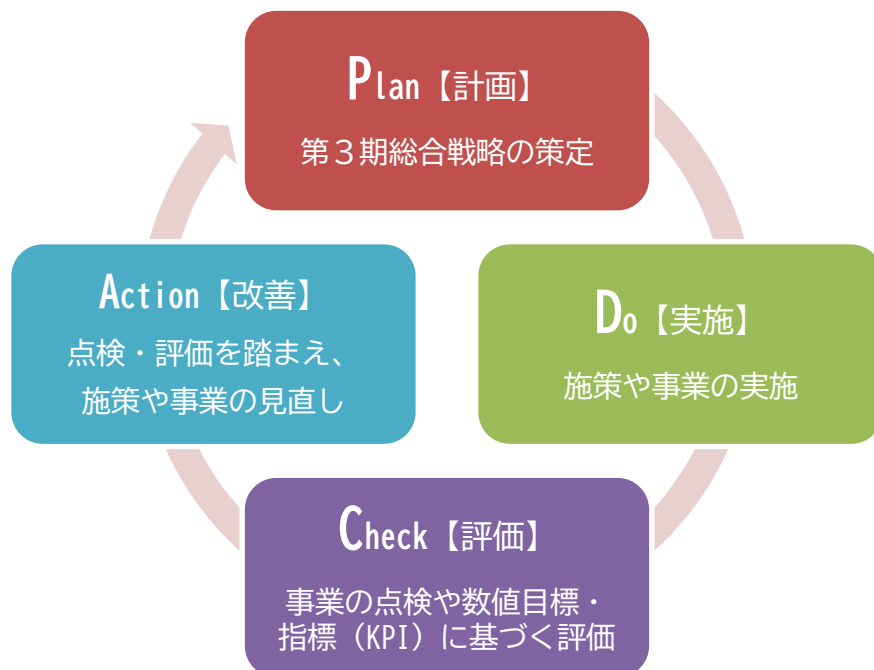 Plan【計画】
第３期総合戦略の策定
Do【実施】
施策や事業の実施
Check【評価】
事業の点検や数値目標・
指標（KPI）に基づく評価
Action【改善】
点検・評価を踏まえ、
施策や事業の見直し